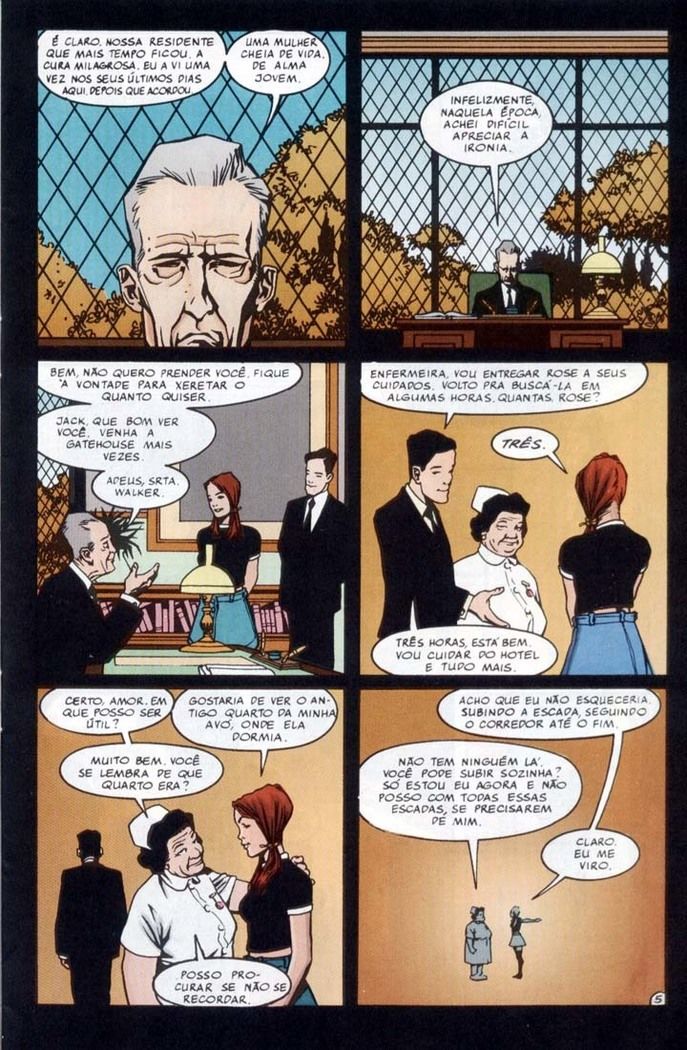 É CLARO. NOSSA RESIDENTE
QUE MAIS TEMPO FICOU. A
CURA MILAGROSA. EU A VI UMA
VEZ NOS SEUS ÚLTIMOS DIAS
AQUI. DEPOIS QUE ACORDOU.
UMA MULHER
CHEIA DE VIDA,
DE ALMA
JOVEM.
INFELIZMENTE,
NAQUELA ÉPOCA,
ACHEI DIFÍCIL
APRECIAR A
IRONIA.
BEM, NÃO QUERO PRENDER VOCÊ. FIQUE
'A VONTADE PARA XERETAR O
QUANTO QUISER.
JACK, QUE BOM VER
VOCÊ. VENHA A
GATEHOUSE MAIS
VEZES.
ADEUS, SRTA.
WALKER.
ENFERMEIRA, VOU ENTREGAR ROSE A SEUS
CUIDADOS. VOLTO PRA BUSCÁ-LA EM
ALGUMAS HORAS. QUANTAS, ROSE?
TRÊS.
TRÊS HORAS, ESTÁ BEM.
VOU CUIDAR DO HOTEL
E TUDO MAIS.
CERTO, AMOR. EM
QUE POSSO SER
ÚTIL?
GOSTARIA DE VER O AN-
TIGO QUARTO DA MINHA
AVÓ, ONDE ELA
DORMIA.
MUITO BEM. VOCÊ
SE LEMBRA DE QUE
QUARTO ERA?
POSSO PRO-
CURAR SE NÃO SE
RECORDAR.
ACHO QUE EU NÃO ESQUECERIA.
SUBINDO A ESCADA, SEGUINDO
O CORREDOR ATÉ O FIM.
NÃO TEM NINGUÉM LÁ.
VOCÊ PODE SUBIR SOZINHA?
SÓ ESTOU EU AGORA E NÃO
POSSO COM TODAS ESSAS
ESCADAS, SE PRECISAREM
DE MIM.
CLARO.
EU ME
VIRO.
5